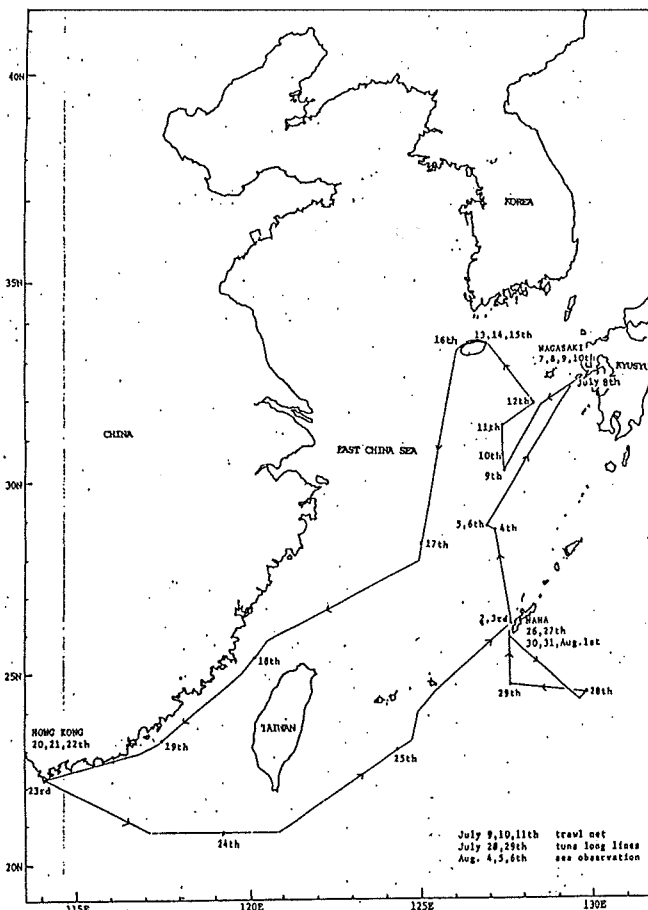 40N
KOREA
35N
13,14,15th
16th
NAGASAKI
7,8,9,10th
KYUSYU
July 8th
12th
11th
CHINA
EAST CHINA SEA
10th
9th
30N
5,6th
4th
17th
2,3rd
NAHA
26,27th
30,31,Aug.1st
18th
25N
29th
28th
HOWG KONG
20,21,22th
TAIWAN
19th
25th
23rd
24th
July 9,10,11th trawl net
July 28,29th tuna long lines
Aug. 4,5,6th sea observation
20N
115E
120E
125E
130E